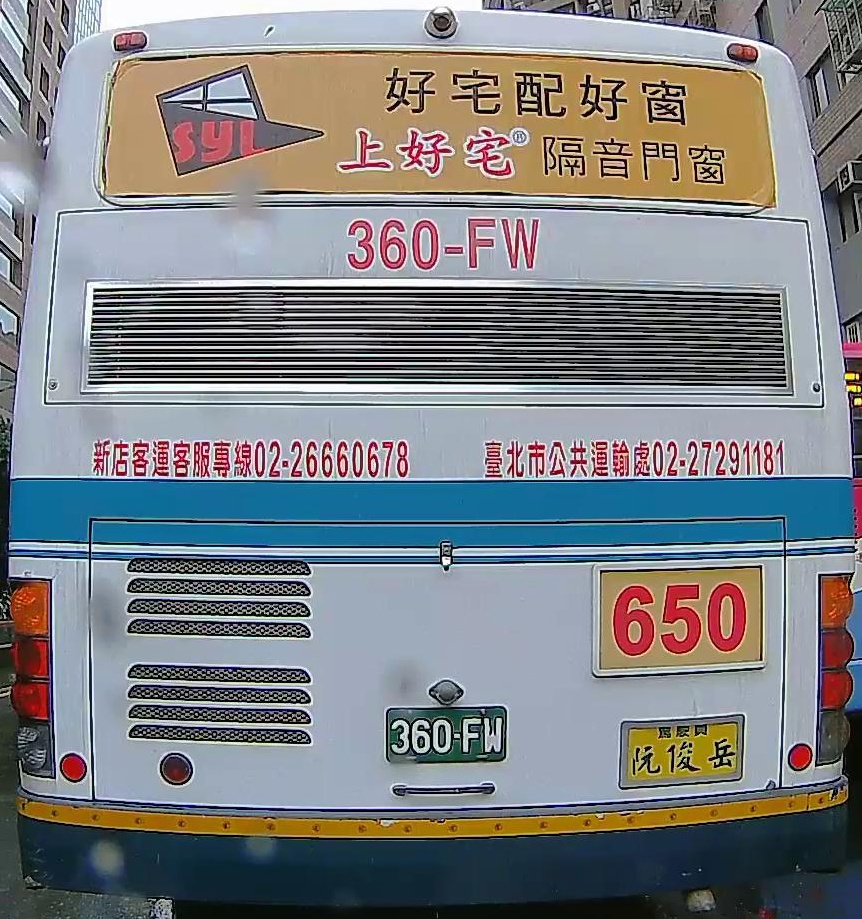 SYL
好宅配好窗
上好宅® 隔音門窗
360-FW
新店客運客服專線02-26660678
臺北市公共運輸處02-27291181
650
360-FW
駕駛員
阮俊岳